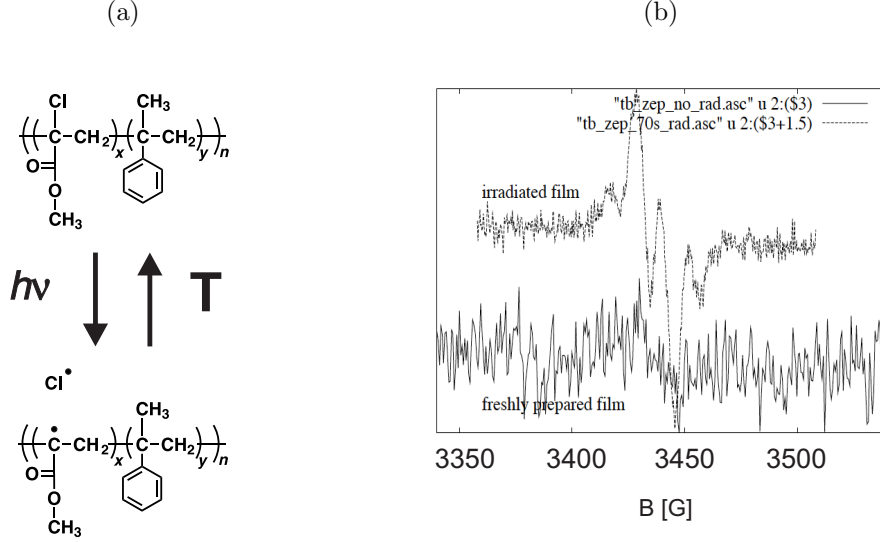 (a)
(b)
Cl
CH₃
C
CH₂
C
CH₂
x
y
n
O
O
CH₃
hν
T
Cl•
CH₃
C
CH₂
C
CH₂
x
y
n
O
O
CH₃
"tb_zep_no_rad.asc" u 2:($3)
"tb_zep_70s_rad.asc" u 2:($3+1.5)
irradiated film
freshly prepared film
3350
3400
3450
3500
B [G]